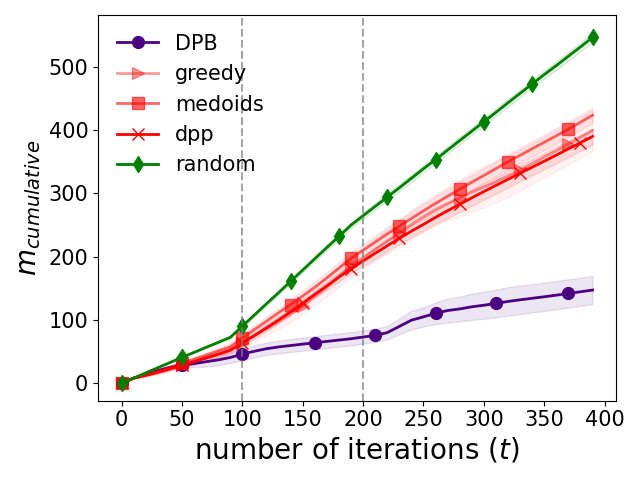 DPB
greedy
medoids
dpp
random
500
400
300
200
100
0
m_cumulative
0 50 100 150 200 250 300 350 400
number of iterations (t)